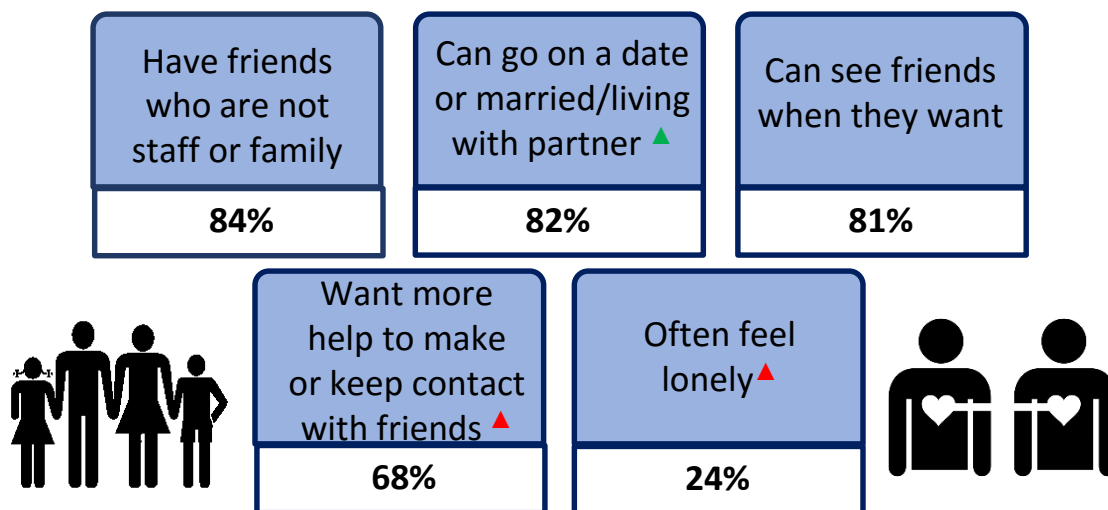 Have friends
who are not
staff or family
84%
Can go on a date
or married/living
with partner ▲
82%
Can see friends
when they want
81%
Want more
help to make
or keep contact
with friends ▲
68%
Often feel
lonely ▲
24%